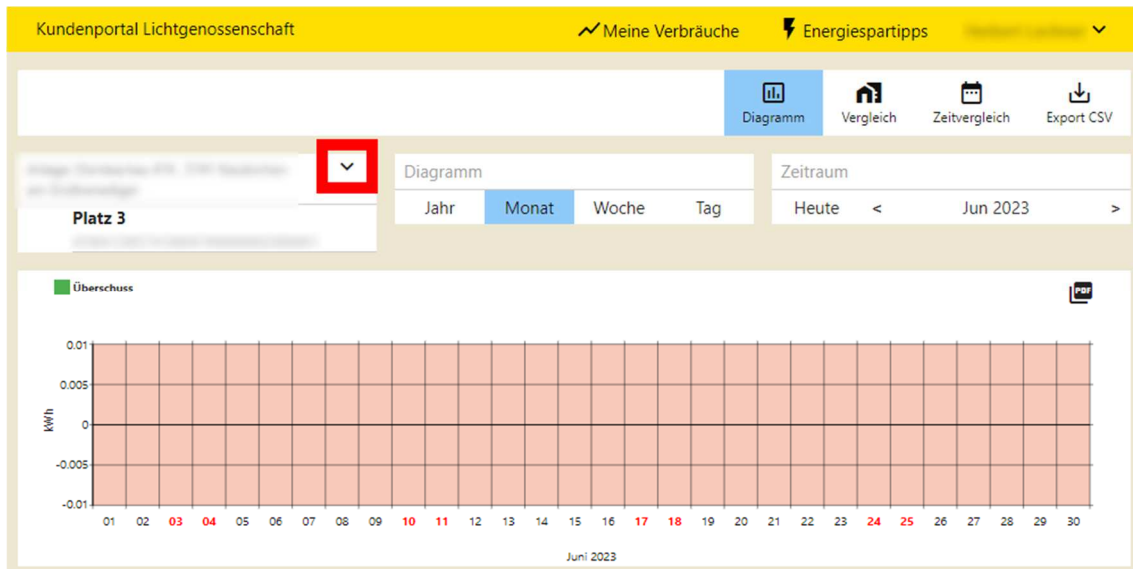 Kundenportal Lichtgenossenschaft Meine Verbräuche Energiespartipps
Diagramm Vergleich Zeitvergleich Export CSV
Diagramm Zeitraum
Platz 3
Jahr Monat Woche Tag Heute < Jun 2023 >
Überschuss
PDF
0.01
0.005
0
-0.005
-0.01
kWh
01 02 03 04 05 06 07 08 09 10 11 12 13 14 15 16 17 18 19 20 21 22 23 24 25 26 27 28 29 30
Juni 2023